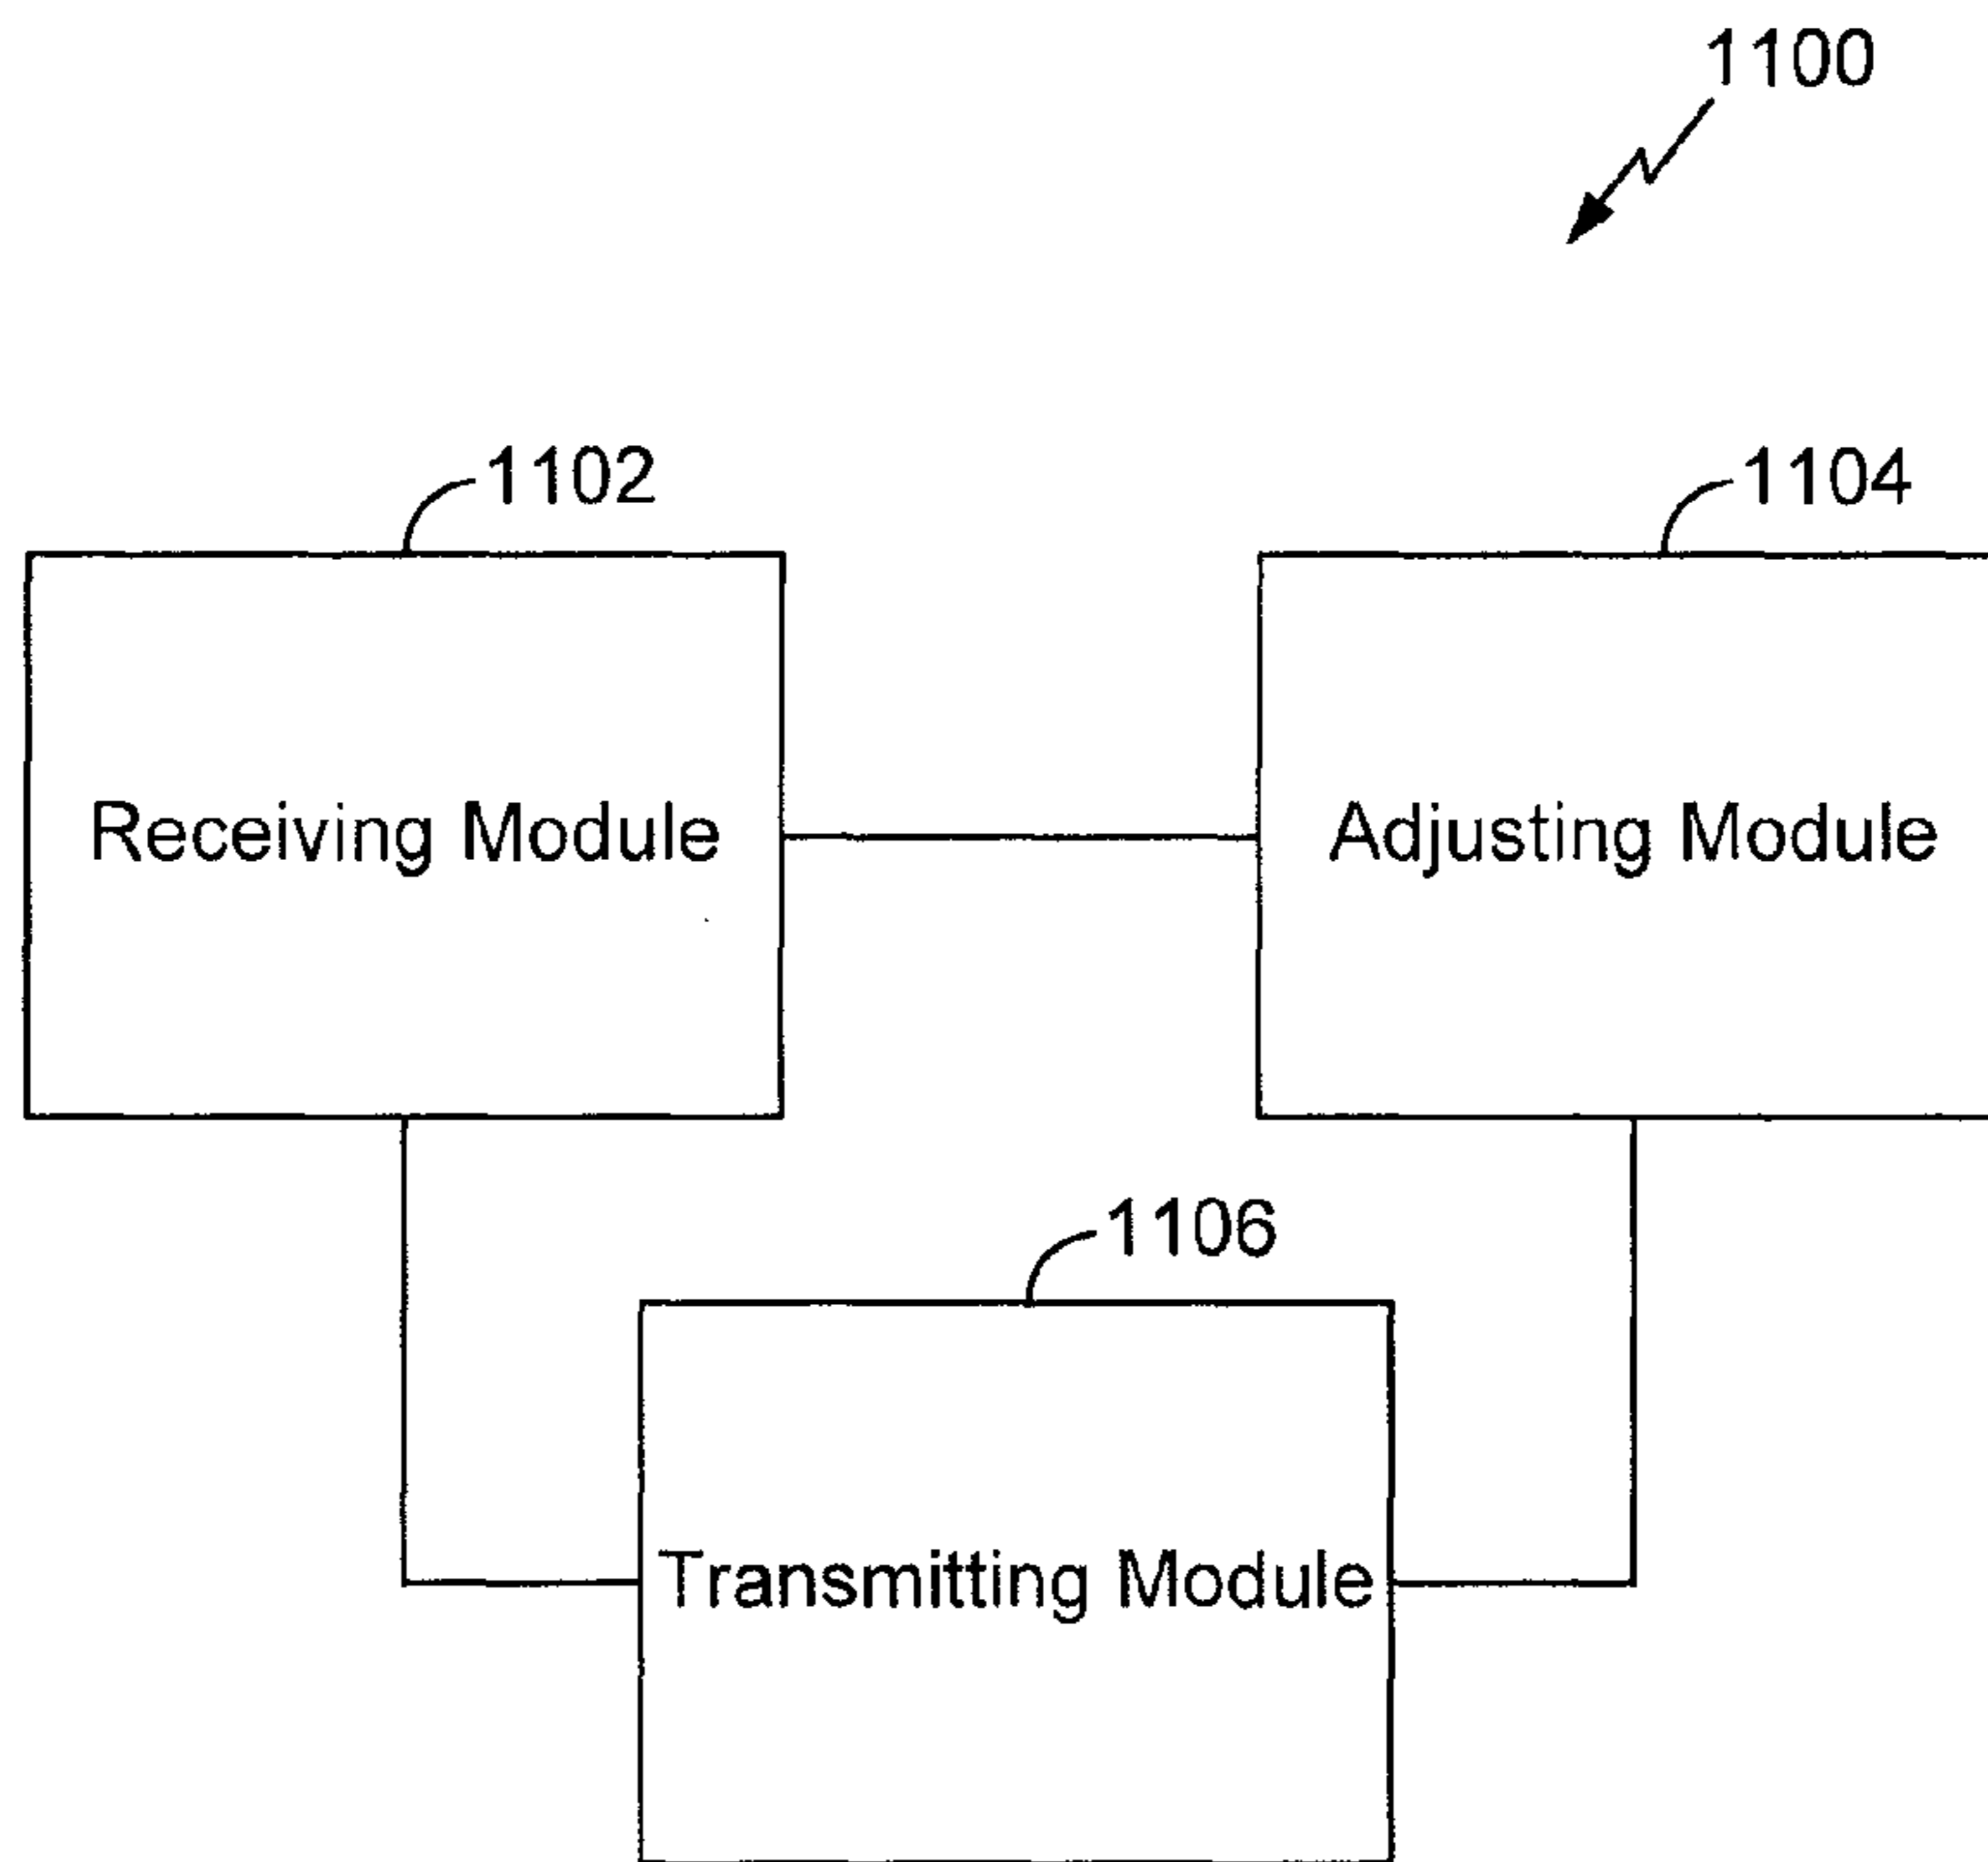 1100
1102
1104
Receiving Module
Adjusting Module
1106
Transmitting Module